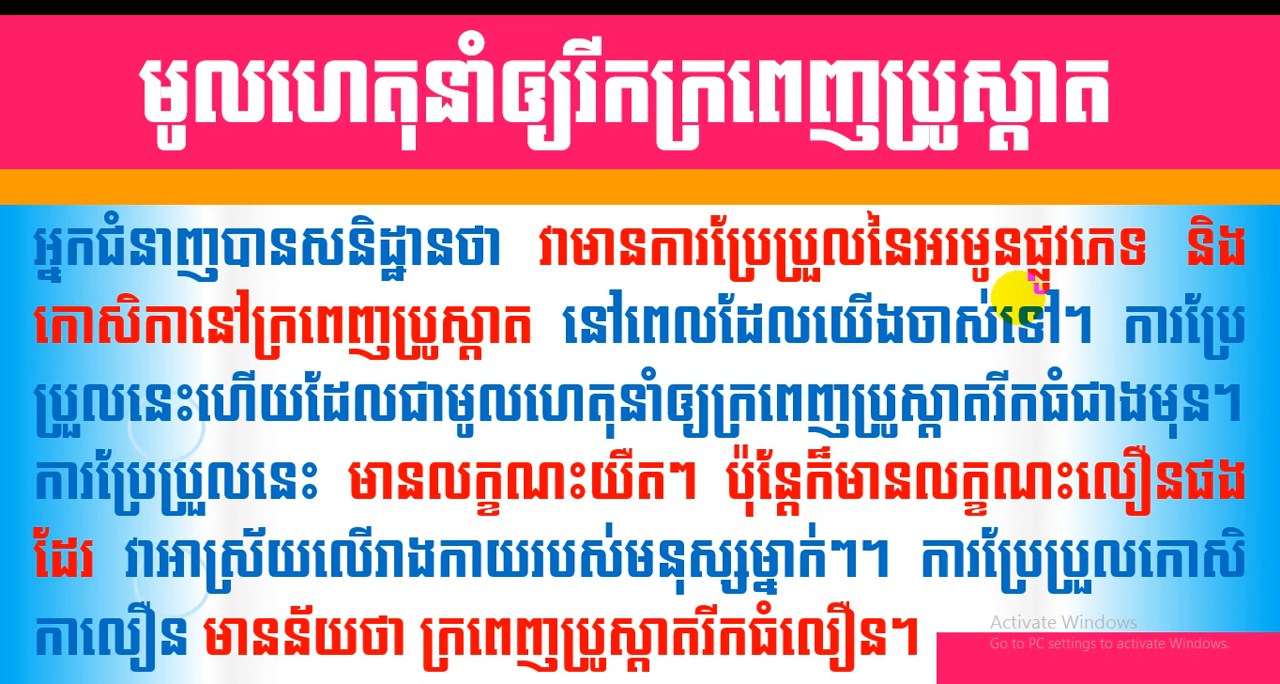 មូលហេតុនាំឲ្យរីកក្រពេញប្រូស្តាត
អ្នកជំនាញបានសនិដ្ឋានថា វាមានការប្រែប្រួលនៃអរមូនផ្លូវភេទ និង
កោសិកានៅក្រពេញប្រូស្តាត នៅពេលដែលយើងចាស់ទៅ។ ការប្រែ
ប្រួលនេះហើយដែលជាមូលហេតុនាំឲ្យក្រពេញប្រូស្តាតរីកធំជាងមុន។
ការប្រែប្រួលនេះ មានលក្ខណះយឺតៗ ប៉ុន្តែក៏មានលក្ខណះលឿនផង
ដែរ វាអាស្រ័យលើរាងកាយរបស់មនុស្សម្នាក់ៗ។ ការប្រែប្រួលកោសិ
កាលឿន មានន័យថា ក្រពេញប្រូស្តាតរីកធំលឿន។
Activate Windows
Go to PC settings to activate Windows.